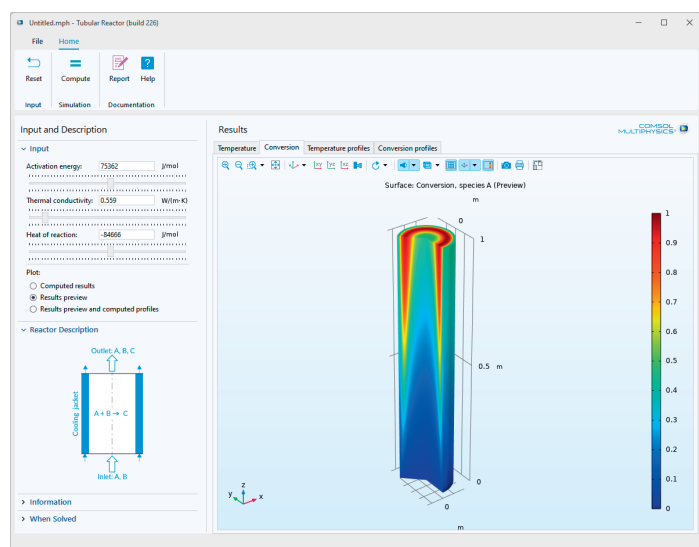 Untitled.mph - Tubular Reactor (build 226)
File Home
Reset Compute Report Help
Input Simulation Documentation
Input and Description
Input
Activation energy: 75362 J/mol
Thermal conductivity: 0.559 W/(m·K)
Heat of reaction: -84666 J/mol
Plot:
Computed results
Results preview
Results preview and computed profiles
Reactor Description
Outlet: A, B, C
Cooling jacket
A + B → C
Inlet: A, B
Information
When Solved
Results
COMSOL
MULTIPHYSICS®
Temperature Conversion Temperature profiles Conversion profiles
xy yz xz
Surface: Conversion, species A (Preview)
m
0
1
0.5 m
0
0
m
z
y x
1
0.9
0.8
0.7
0.6
0.5
0.4
0.3
0.2
0.1
0